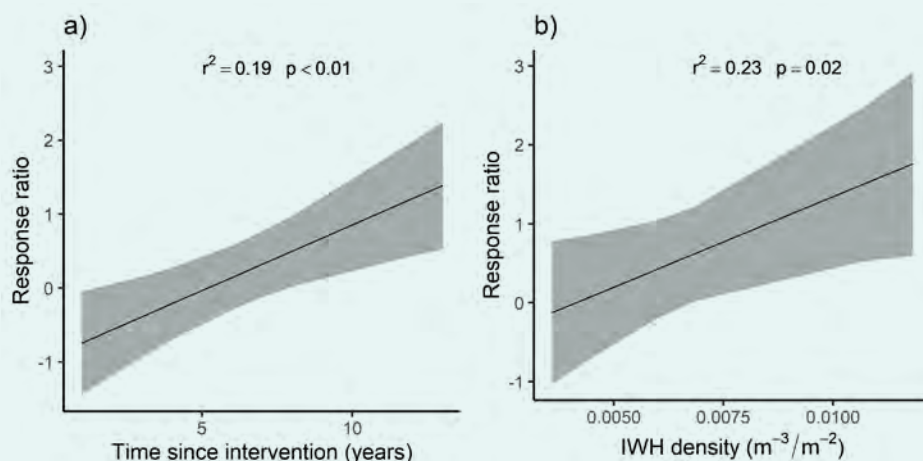 a)
r² = 0.19 p < 0.01
3
2
1
0
-1
Response ratio
5
10
Time since intervention (years)
b)
r² = 0.23 p = 0.02
3
2
1
0
-1
Response ratio
0.0050
0.0075
0.0100
IWH density (m⁻³/m⁻²)